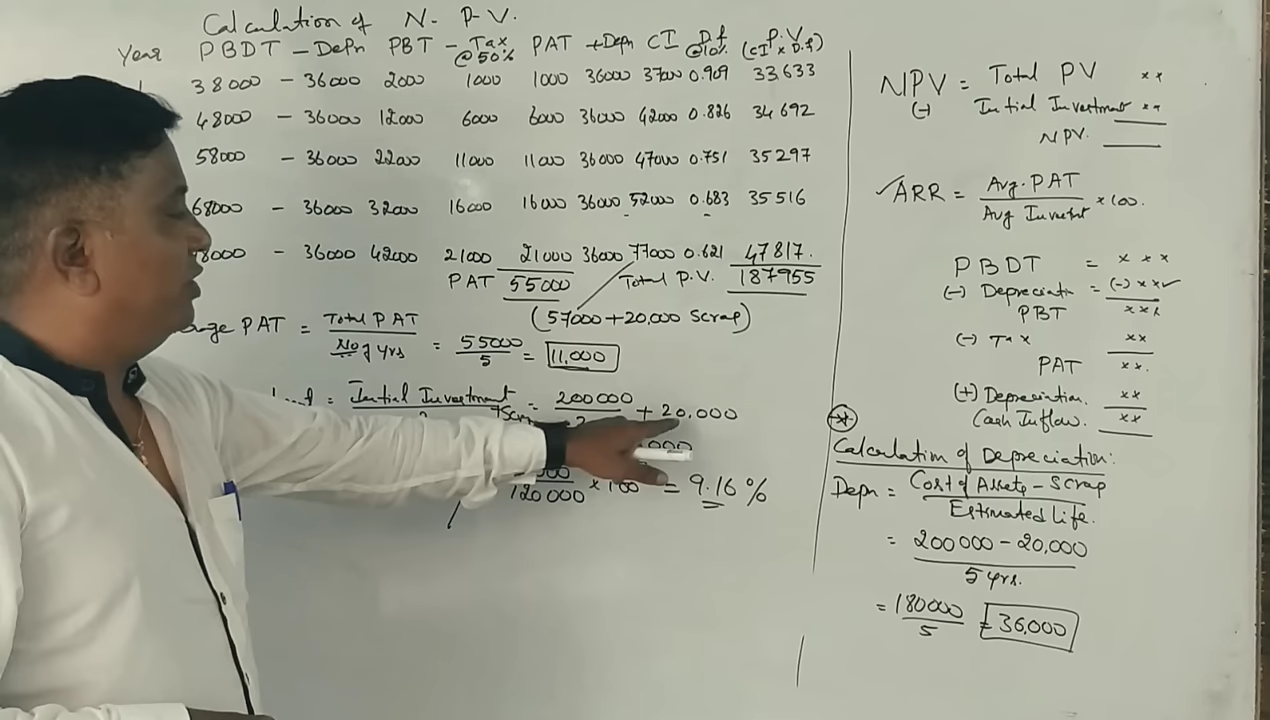 Calculation of N-P-V.
Year PBDT - Depn PBT - Tax @50% PAT + Depn CI D.f @10% P.V (CI x D.f)
38000 - 36000 2000 1000 1000 36000 37000 0.909 33633
48000 - 36000 12000 6000 6000 36000 42000 0.826 34692
58000 - 36000 22000 11000 11000 36000 47000 0.751 35297
68000 - 36000 32000 16000 16000 36000 52000 0.683 35516
8000 - 36000 42000 21000 21000 36000 77000 0.621 47817.
PAT 55000 Total P.V. 187955
(57000+20,000 Scrap)
PAT = Total PAT / No of yrs = 55000 / 5 = 11,000
= Initial Investment = 200000 + 20,000
000
120000 x 100 = 9.16%
NPV = Total PV xx
(-) Initial Investment xx
NPV.
✓ARR = Avg. PAT / Avg Investnt x 100.
PBDT = xxx
(-) Depreciatn = (-) xx✓
PBT xxx
(-) Tax xx
PAT xx.
(+) Depreciation. xx
Cash Inflow. xx
Calculation of Depreciation:
Depn = Cost of Assets - Scrap / Estimated Life.
= 200000 - 20,000 / 5 yrs.
= 180000 / 5 = 36,000